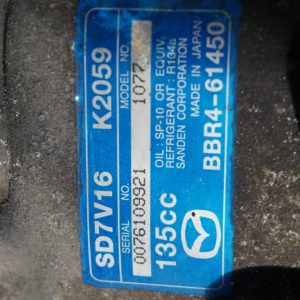 SD7V16 K2059
SERIAL MODEL NO.
NO. 0076109921 1077
135cc
OIL : SP-10 OR EQUIV.
REFRIGERANT : R134a
SANDEN CORPORATION
MADE IN JAPAN
BBR4-61450